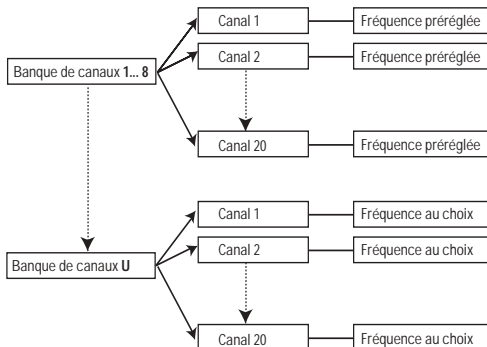 Canal 1
Fréquence préréglée
Canal 2
Fréquence préréglée
Banque de canaux 1... 8
Canal 20
Fréquence préréglée
Canal 1
Fréquence au choix
Canal 2
Fréquence au choix
Banque de canaux U
Canal 20
Fréquence au choix